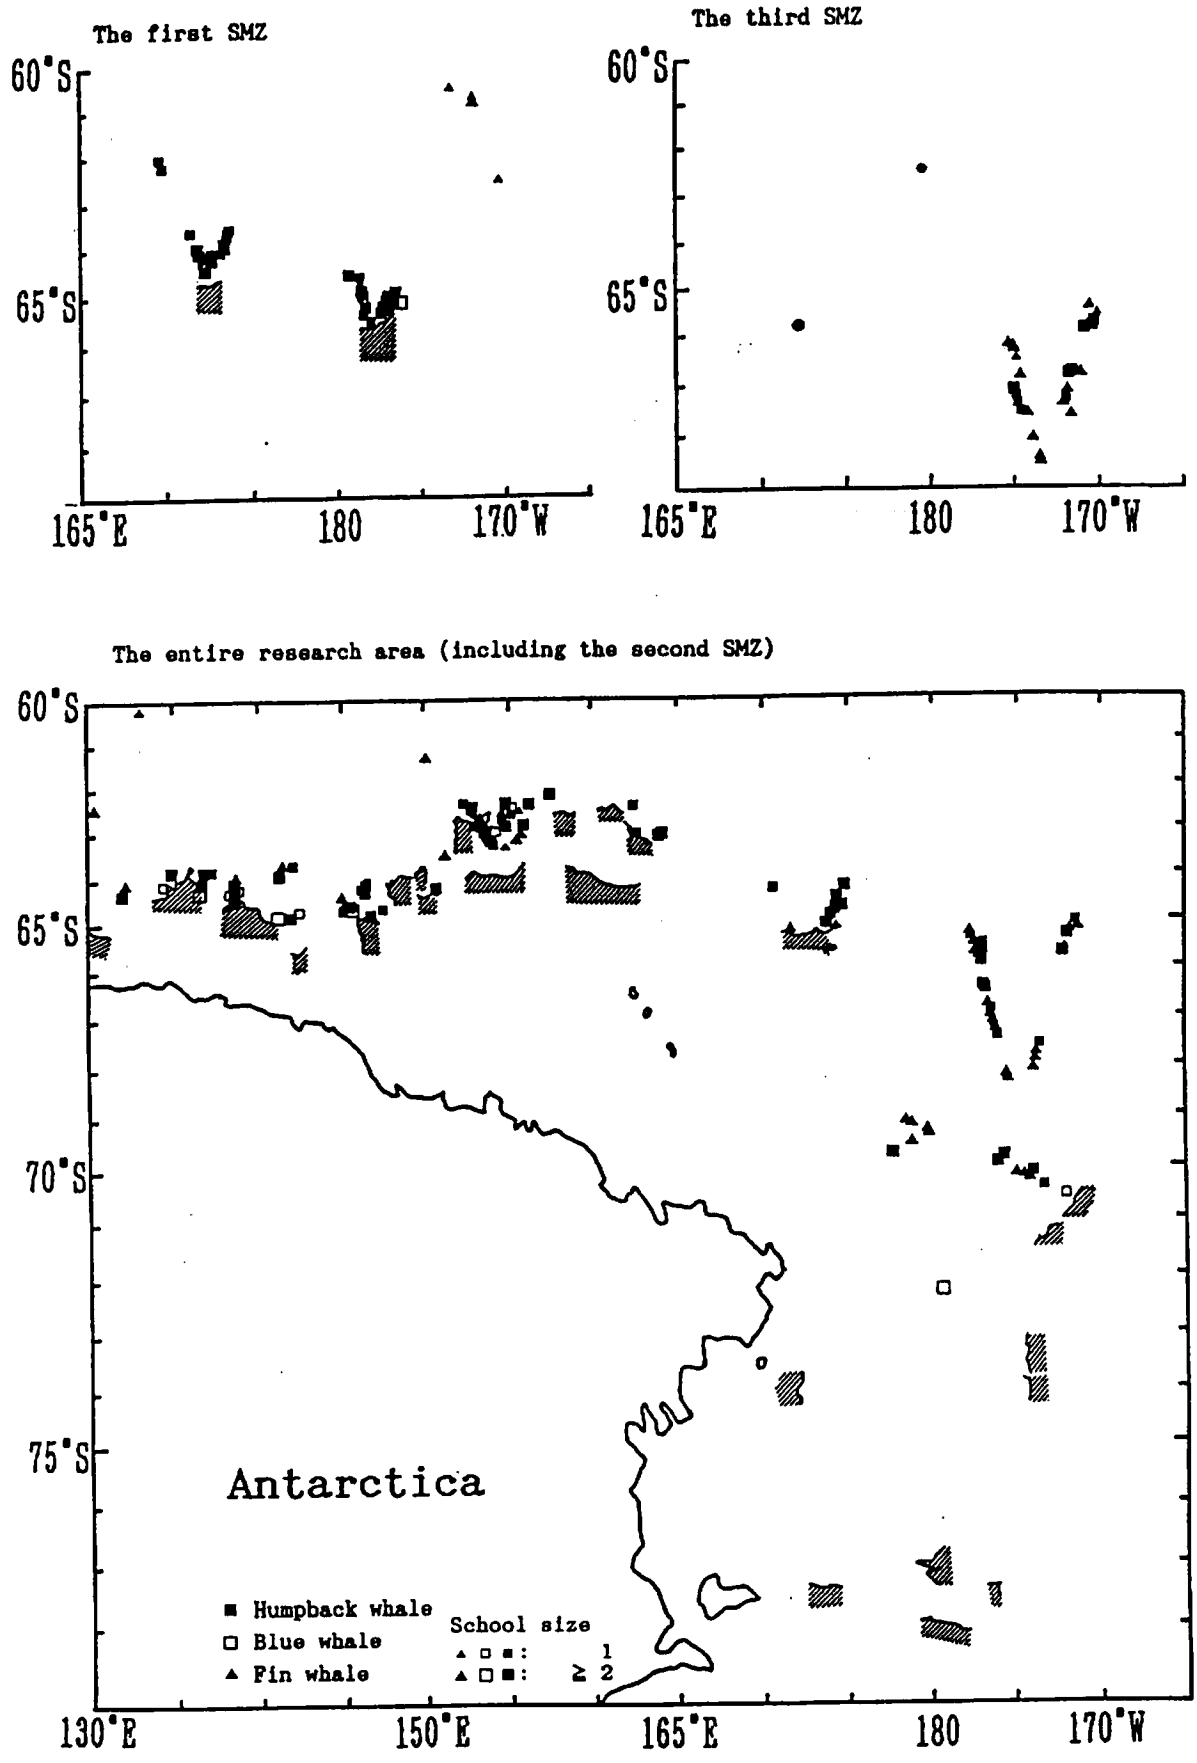 The first SMZ
60°S
65°S
165°E 180 170°W
The third SMZ
60°S
65°S
165°E 180 170°W
The entire research area (including the second SMZ)
60°S
65°S
70°S
75°S
Antarctica
■ Humpback whale
□ Blue whale
▲ Fin whale
School size
▲ □ ■: 1
▲ □ ■: ≥ 2
130°E 150°E 165°E 180 170°W